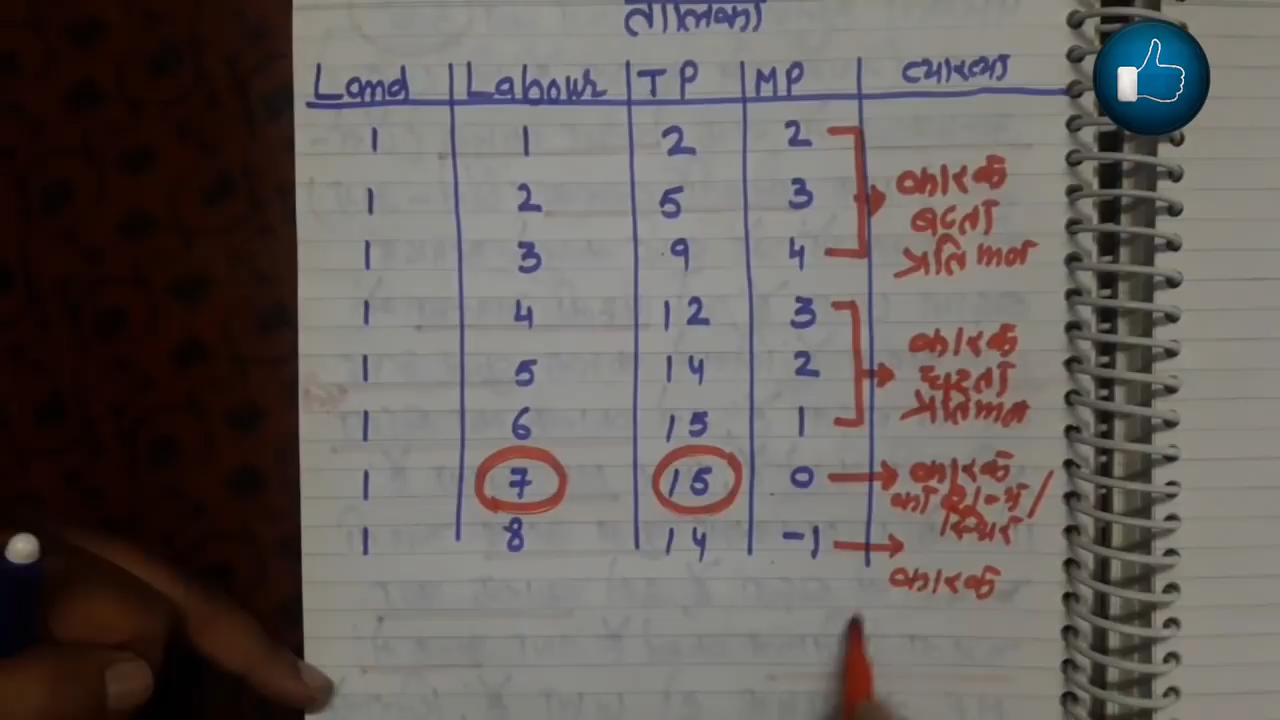 तालिका
Land Labour TP MP व्याख्या
1 1 2 2
1 2 5 3
1 3 9 4
कारक
बढता
प्रतिफल
1 4 12 3
1 5 14 2
1 6 15 1
कारक
घटता
प्रतिफल
1 7 15 0
कारक
का शून्य/
स्थिर
1 8 14 -1
कारक